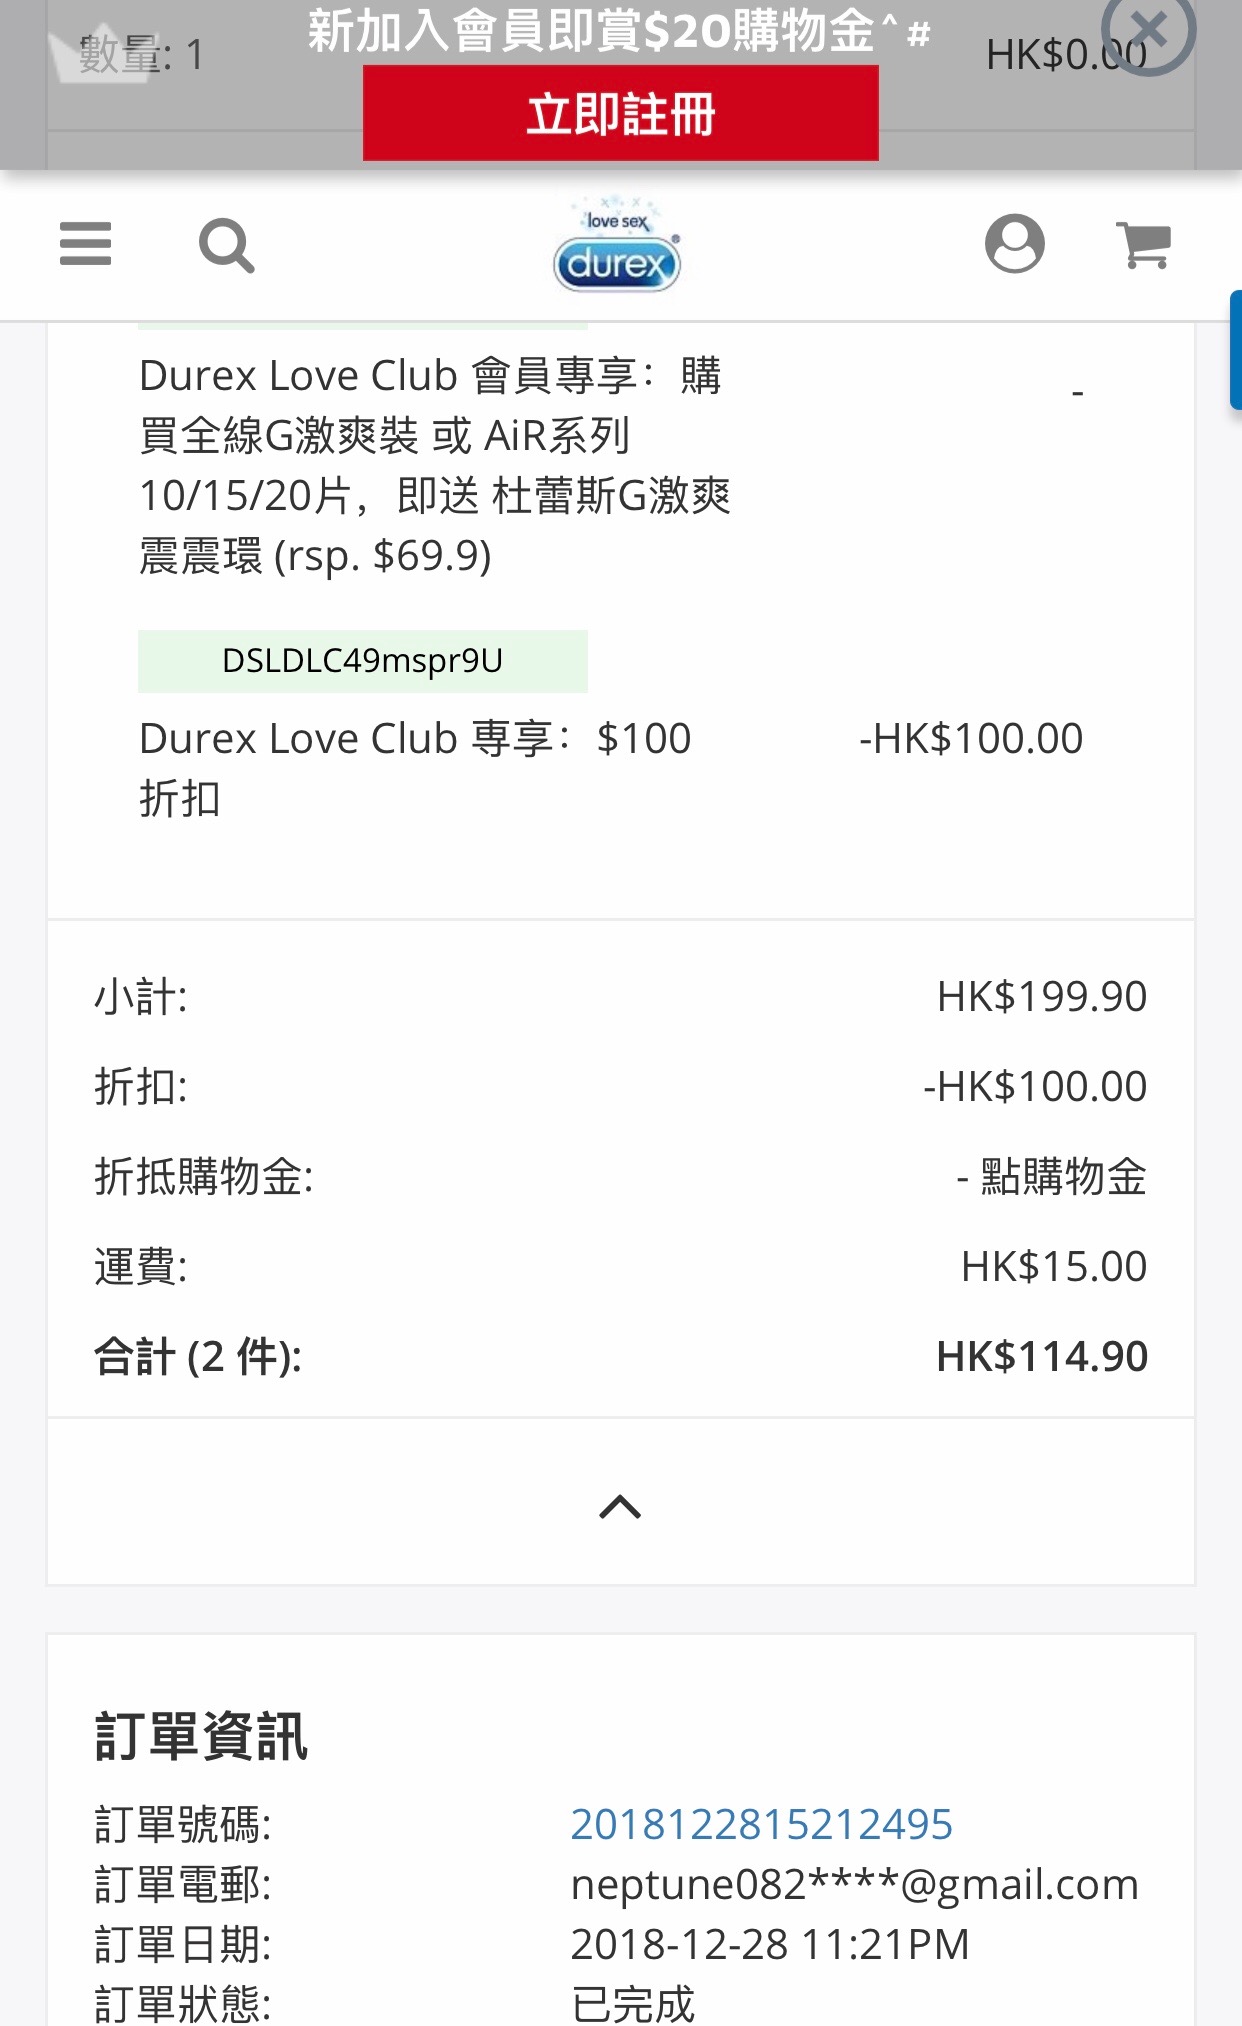 新加入會員即賞$20購物金^#
數量: 1
HK$0.00
立即註冊
love sex
durex®
Durex Love Club 會員專享：購
買全線G激爽裝 或 AiR系列
10/15/20片，即送 杜蕾斯G激爽
震震環 (rsp. $69.9)
-
DSLDLC49mspr9U
Durex Love Club 専享：$100
折扣
-HK$100.00
小計:
HK$199.90
折扣:
-HK$100.00
折抵購物金:
- 點購物金
運費:
HK$15.00
合計 (2 件):
HK$114.90
訂單資訊
訂單號碼:
2018122815212495
訂單電郵:
neptune082****@gmail.com
訂單日期:
2018-12-28 11:21PM
訂單狀態:
已完成